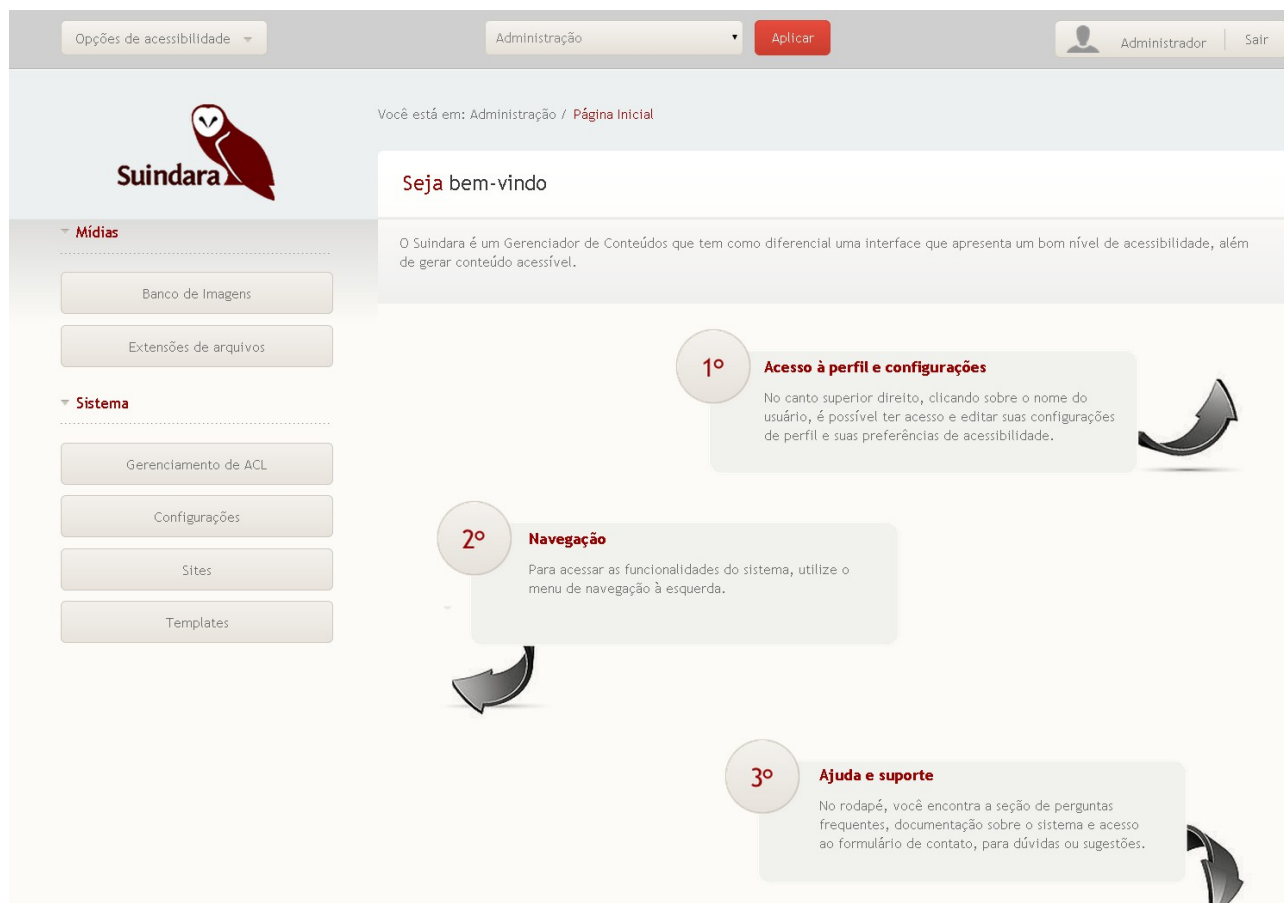 Opções de acessibilidade
Administração
Aplicar
Administrador
Sair
Suindara
Você está em: Administração / Página Inicial
Seja bem-vindo
Mídias
Banco de Imagens
Extensões de arquivos
Sistema
Gerenciamento de ACL
Configurações
Sites
Templates
O Suindara é um Gerenciador de Conteúdos que tem como diferencial uma interface que apresenta um bom nível de acessibilidade, além
de gerar conteúdo acessível.
1º
Acesso à perfil e configurações
No canto superior direito, clicando sobre o nome do
usuário, é possível ter acesso e editar suas configurações
de perfil e suas preferências de acessibilidade.
2º
Navegação
Para acessar as funcionalidades do sistema, utilize o
menu de navegação à esquerda.
3º
Ajuda e suporte
No rodapé, você encontra a seção de perguntas
frequentes, documentação sobre o sistema e acesso
ao formulário de contato, para dúvidas ou sugestões.